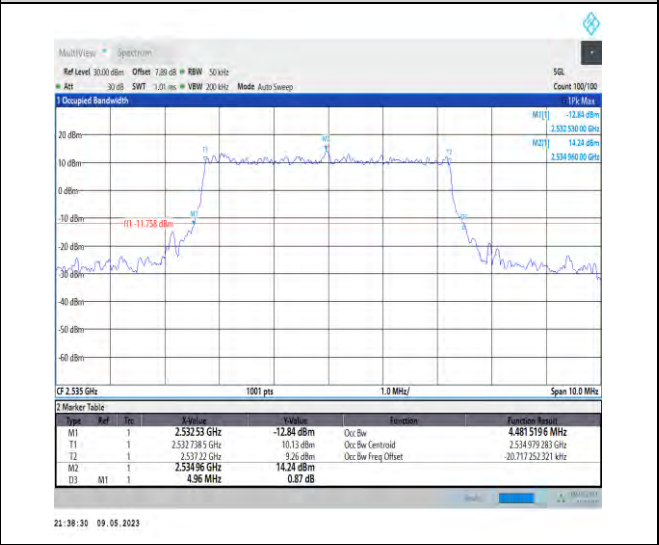 MultiView Spectrum
Ref Level 30.00 dBm Offset 7.89 dB RBW 50 kHz SGL
Att 30 dB SWT 1.01 ms VBW 200 kHz Mode Auto Sweep Count 100/100
1 Occupied Bandwidth 1Pk Max
M1[1] -12.84 dBm
2.532 530 00 GHz
M2[1] 14.24 dBm
2.534 960 00 GHz
20 dBm
M2
T1 T2
10 dBm
0 dBm
M1
-10 dBm
H1 -11.758 dBm
-20 dBm
-30 dBm
-40 dBm
-50 dBm
-60 dBm
CF 2.535 GHz 1001 pts 1.0 MHz/ Span 10.0 MHz
2 Marker Table
Type Ref Trc X-Value Y-Value Function Function Result
M1 1 2.532 53 GHz -12.84 dBm Occ Bw 4.481 519 6 MHz
T1 1 2.532 738 5 GHz 10.13 dBm Occ Bw Centroid 2.534 979 283 GHz
T2 1 2.537 22 GHz 9.26 dBm Occ Bw Freq Offset -20.717 252 321 kHz
M2 1 2.534 96 GHz 14.24 dBm
D3 M1 1 4.96 MHz 0.87 dB
21:38:30 09.05.2023